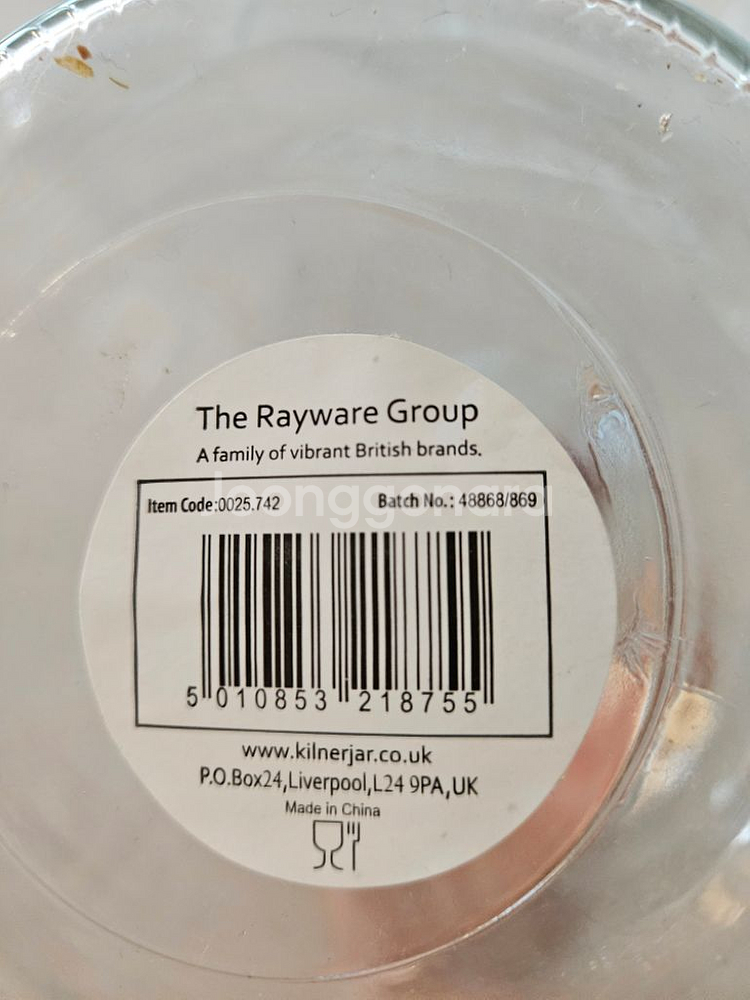 The Rayware Group
A family of vibrant British brands.
Item Code:0025.742 Batch No.: 48868/869
joonggonara
5 010853 218755
www.kilnerjar.co.uk
P.O.Box24,Liverpool,L24 9PA,UK
Made in China